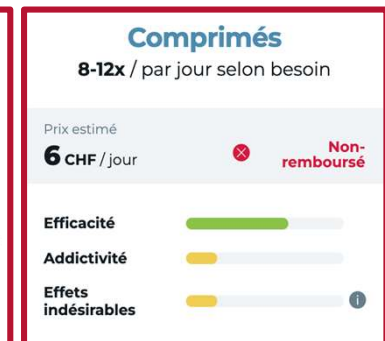 Comprimés
8-12x / par jour selon besoin
Prix estimé
6 CHF / jour
Non-
remboursé
Efficacité
Addictivité
Effets
indésirables
i